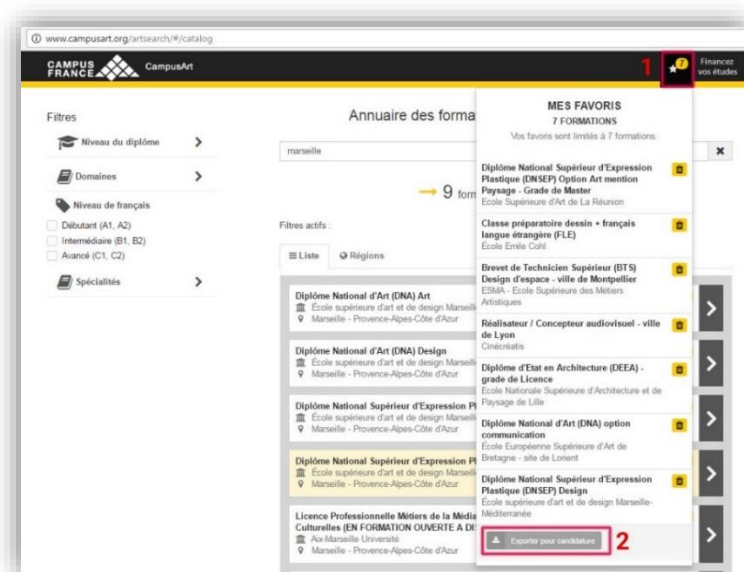 www.campusart.org/artsearch/#/catalog
CAMPUS
FRANCE
CampusArt
1
7
Financez
vos études
Filtres
Niveau du diplôme
Domaines
Niveau de français
Débutant (A1, A2)
Intermédiaire (B1, B2)
Avancé (C1, C2)
Spécialités
Annuaire des forma
marseille
9 form
Filtres actifs :
Liste
Régions
Diplôme National d'Art (DNA) Art
École supérieure d'art et de design Marseill
Marseille - Provence-Alpes-Côte d'Azur
Diplôme National d'Art (DNA) Design
École supérieure d'art et de design Marseill
Marseille - Provence-Alpes-Côte d'Azur
Diplôme National Supérieur d'Expression Pl
École supérieure d'art et de design Marseill
Marseille - Provence-Alpes-Côte d'Azur
Diplôme National Supérieur d'Expression Pl
École supérieure d'art et de design Marseill
Marseille - Provence-Alpes-Côte d'Azur
Licence Professionnelle Métiers de la Média
Culturelles (EN FORMATION OUVERTE A DI
Aix-Marseille Université
Marseille - Provence-Alpes-Côte d'Azur
MES FAVORIS
7 FORMATIONS
Vos favoris sont limités à 7 formations.
Diplôme National Supérieur d'Expression
Plastique (DNSEP) Option Art mention
Paysage - Grade de Master
Ecole Supérieure d'Art de La Réunion
Classe préparatoire dessin + français
langue étrangère (FLE)
École Emile Cohl
Brevet de Technicien Supérieur (BTS)
Design d'espace - ville de Montpellier
ESMA - Ecole Supérieure des Métiers
Artistiques
Réalisateur / Concepteur audiovisuel - ville
de Lyon
Cinécréatis
Diplôme d'Etat en Architecture (DEEA) -
grade de Licence
Ecole Nationale Supérieure d'Architecture et de
Paysage de Lille
Diplôme National d'Art (DNA) option
communication
École Européenne Supérieure d'Art de
Bretagne - site de Lorient
Diplôme National Supérieur d'Expression
Plastique (DNSEP) Design
École supérieure d'art et de design Marseille-
Méditerranée
Exporter pour candidature
2